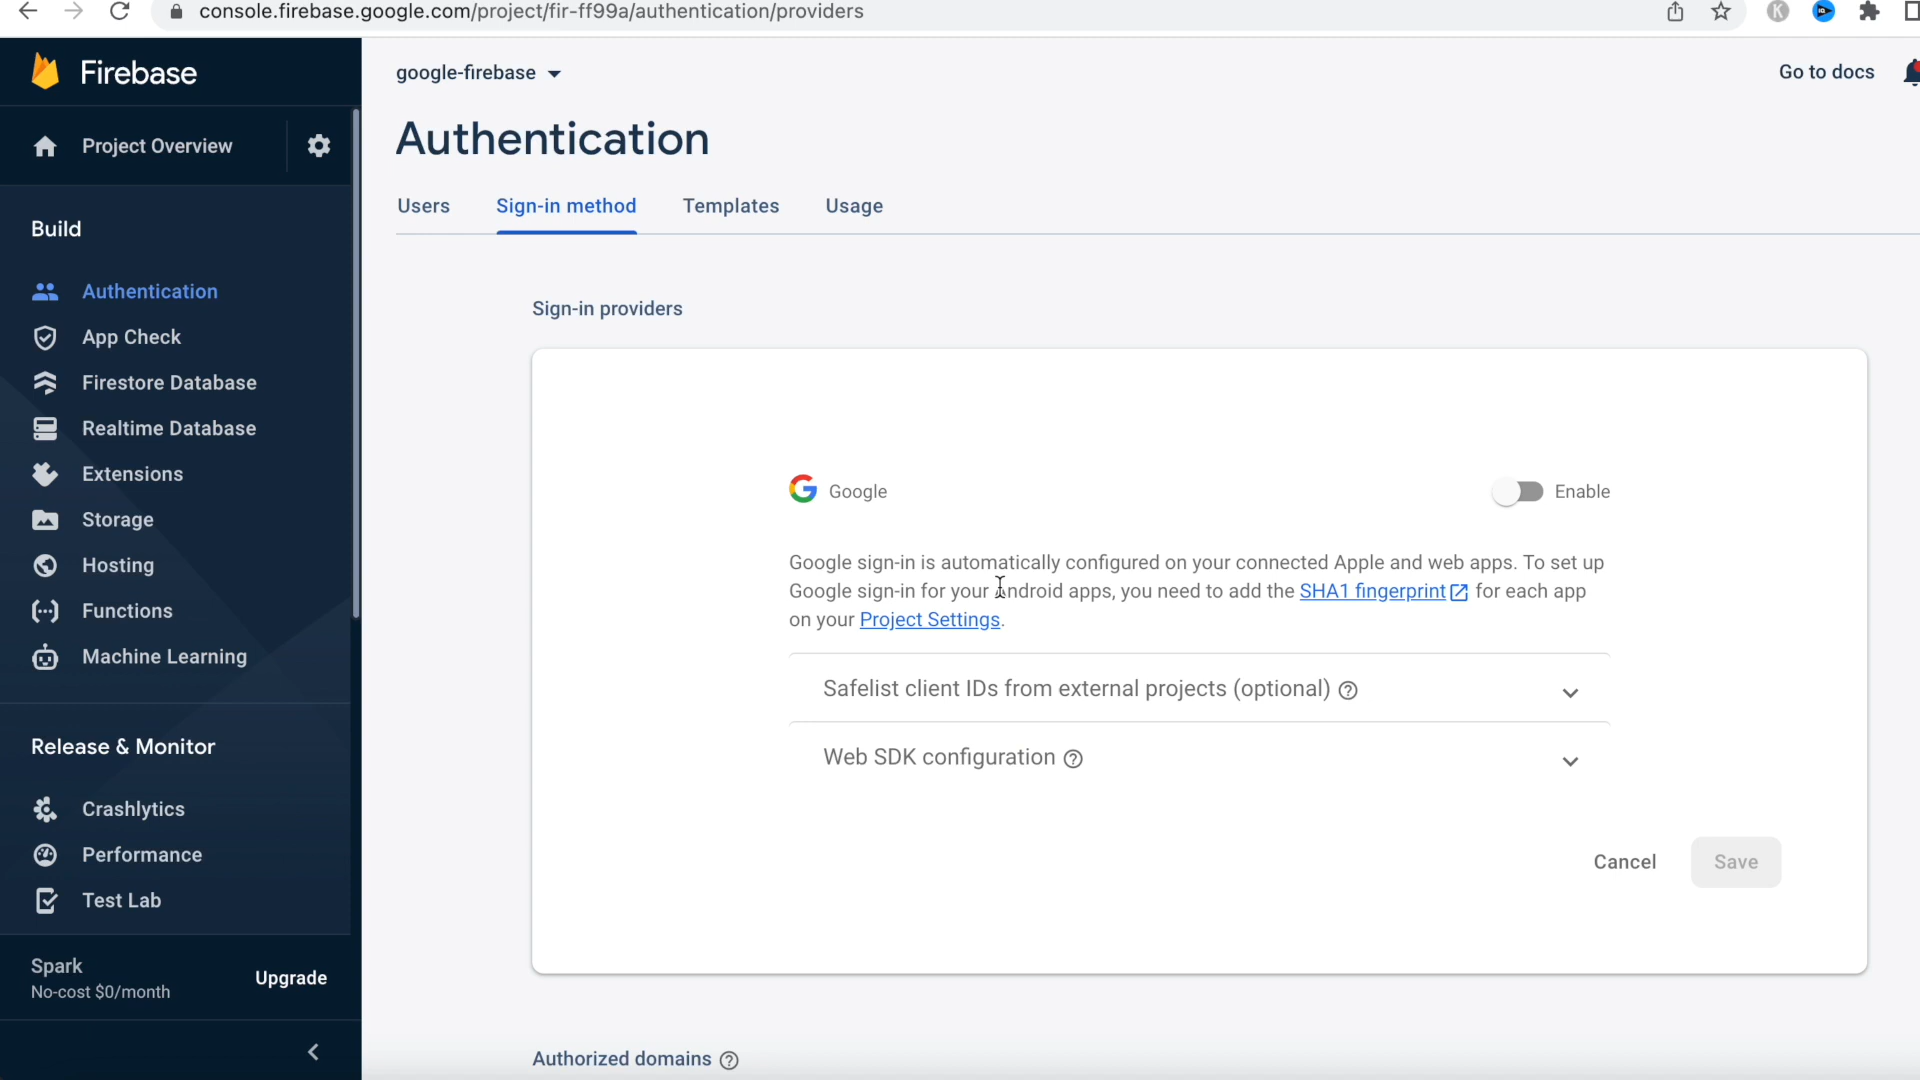 console.firebase.google.com/project/fir-ff99a/authentication/providers
K
Firebase
google-firebase
Go to docs
Project Overview
Authentication
Users
Sign-in method
Templates
Usage
Build
Authentication
App Check
Firestore Database
Realtime Database
Extensions
Storage
Hosting
Functions
Machine Learning
Release & Monitor
Crashlytics
Performance
Test Lab
Spark
No-cost $0/month
Upgrade
Sign-in providers
Google
Enable
Google sign-in is automatically configured on your connected Apple and web apps. To set up
Google sign-in for your Android apps, you need to add the SHA1 fingerprint for each app
on your Project Settings.
Safelist client IDs from external projects (optional)
Web SDK configuration
Cancel
Save
Authorized domains